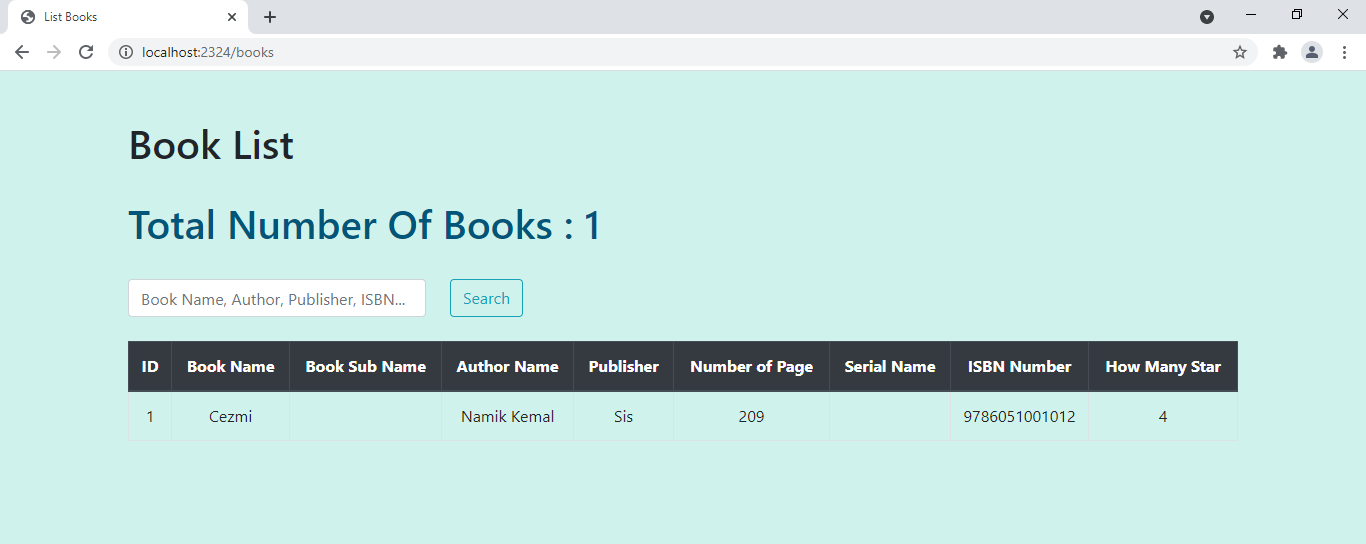 List Books
localhost:2324/books
Book List
Total Number Of Books : 1
Book Name, Author, Publisher, ISBN...
Search
ID Book Name Book Sub Name Author Name Publisher Number of Page Serial Name ISBN Number How Many Star
1 Cezmi Namik Kemal Sis 209 9786051001012 4